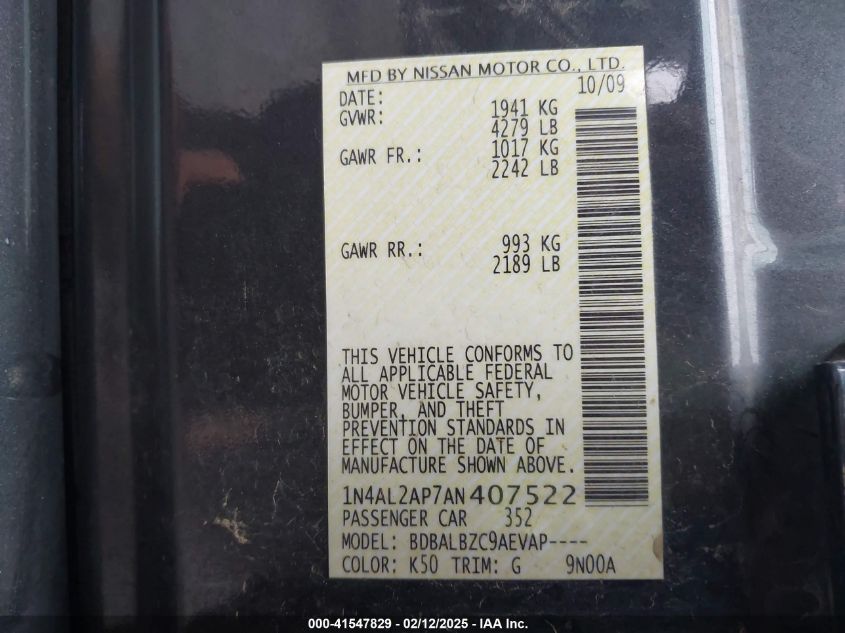 MFD BY NISSAN MOTOR CO., LTD.
DATE: 10/09
GVWR: 1941 KG
4279 LB
GAWR FR.: 1017 KG
2242 LB
GAWR RR.: 993 KG
2189 LB
THIS VEHICLE CONFORMS TO
ALL APPLICABLE FEDERAL
MOTOR VEHICLE SAFETY,
BUMPER, AND THEFT
PREVENTION STANDARDS IN
EFFECT ON THE DATE OF
MANUFACTURE SHOWN ABOVE.
1N4AL2AP7AN407522
PASSENGER CAR 352
MODEL: BDBALBZC9AEVAP----
COLOR: K50 TRIM: G 9N00A
000-41547829 - 02/12/2025 - IAA Inc.